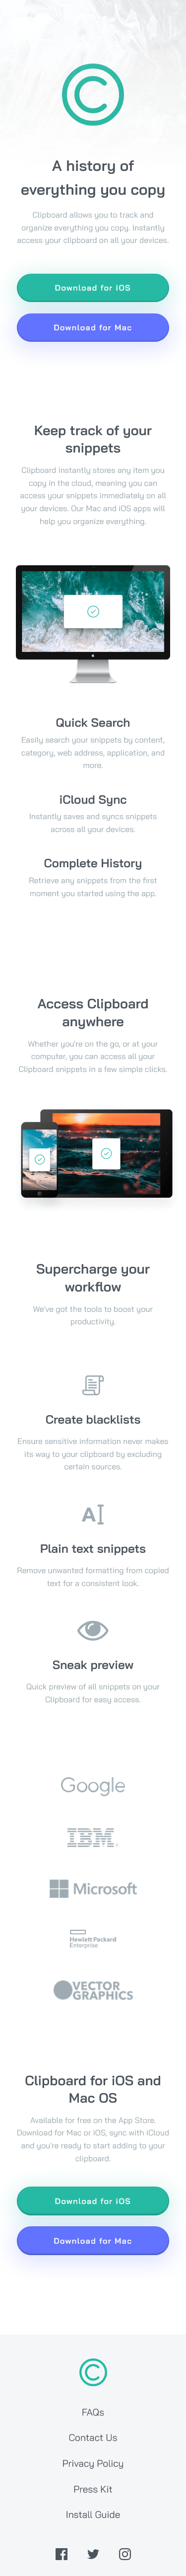 A history of
everything you copy
Clipboard allows you to track and
organize everything you copy. Instantly
access your clipboard on all your devices.
Download for iOS
Download for Mac
Keep track of your
snippets
Clipboard instantly stores any item you
copy in the cloud, meaning you can
access your snippets immediately on all
your devices. Our Mac and iOS apps will
help you organize everything.
Quick Search
Easily search your snippets by content,
category, web address, application, and
more.
iCloud Sync
Instantly saves and syncs snippets
across all your devices.
Complete History
Retrieve any snippets from the first
moment you started using the app.
Access Clipboard
anywhere
Whether you're on the go, or at your
computer, you can access all your
Clipboard snippets in a few simple clicks.
Supercharge your
workflow
We've got the tools to boost your
productivity.
Create blacklists
Ensure sensitive information never makes
its way to your clipboard by excluding
certain sources.
A
Plain text snippets
Remove unwanted formatting from copied
text for a consistent look.
Sneak preview
Quick preview of all snippets on your
Clipboard for easy access.
Google
IBM
Microsoft
Hewlett Packard
Enterprise
VECTOR
GRAPHICS
Clipboard for iOS and
Mac OS
Available for free on the App Store.
Download for Mac or iOS, sync with iCloud
and you're ready to start adding to your
clipboard.
Download for iOS
Download for Mac
FAQs
Contact Us
Privacy Policy
Press Kit
Install Guide